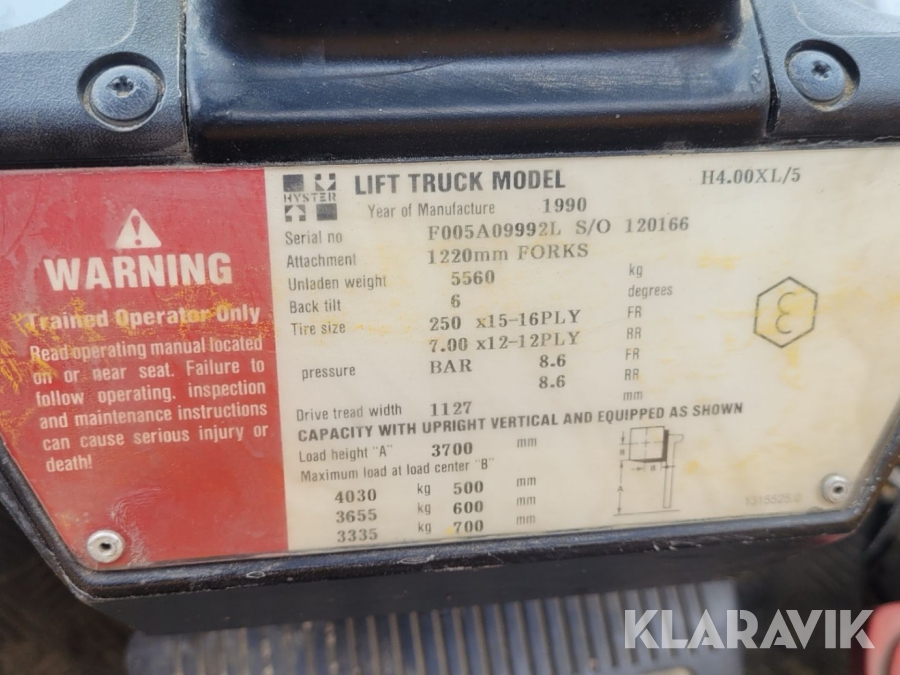 WARNING
Trained Operator Only
Read operating manual located
on or near seat. Failure to
follow operating. inspection
and maintenance instructions
can cause serious injury or
death!
HYSTER
LIFT TRUCK MODEL H4.00XL/5
Year of Manufacture 1990
Serial no F005A09992L S/O 120166
Attachment 1220mm FORKS
Unladen weight 5560 kg
Back tilt 6 degrees
Tire size 250 x15-16PLY FR
7.00 x12-12PLY RR
pressure BAR 8.6 FR
8.6 RR
Drive tread width 1127 mm
CAPACITY WITH UPRIGHT VERTICAL AND EQUIPPED AS SHOWN
Load height "A" 3700 mm
Maximum load at load center "B"
4030 kg 500 mm
3655 kg 600 mm
3335 kg 700 mm
B
B
A
KLARAVIK